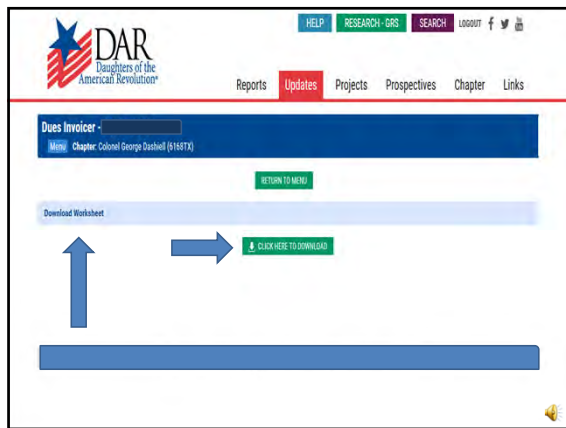 HELP RESEARCH - GRS SEARCH LOGOUT
DAR
Daughters of the
American Revolution®
Reports Updates Projects Prospectives Chapter Links
Dues Invoicer -
Menu Chapter: Colonel George Dashiell (6168TX)
RETURN TO MENU
Download Worksheet
CLICK HERE TO DOWNLOAD